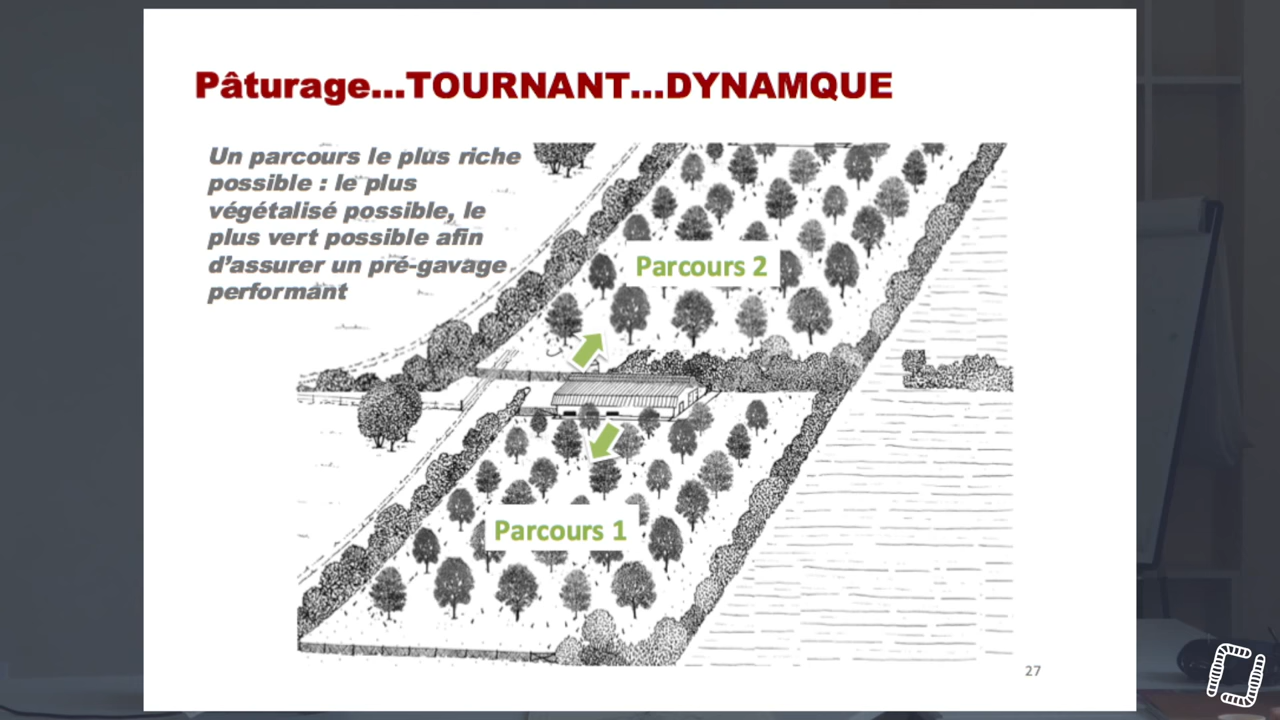 Pâturage...TOURNANT...DYNAMQUE
Un parcours le plus riche
possible : le plus
végétalisé possible, le
plus vert possible afin
d'assurer un pré-gavage
performant
Parcours 2
Parcours 1
27